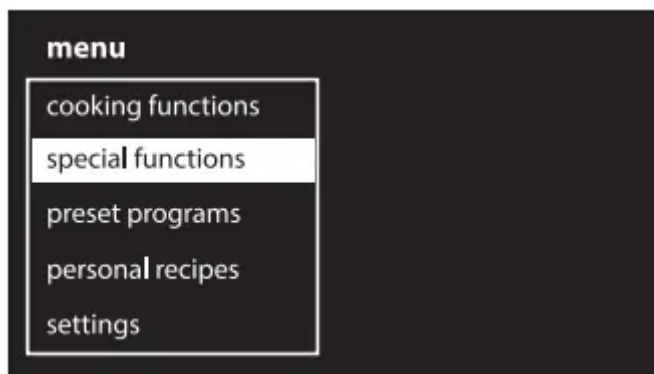 menu
cooking functions
special functions
preset programs
personal recipes
settings